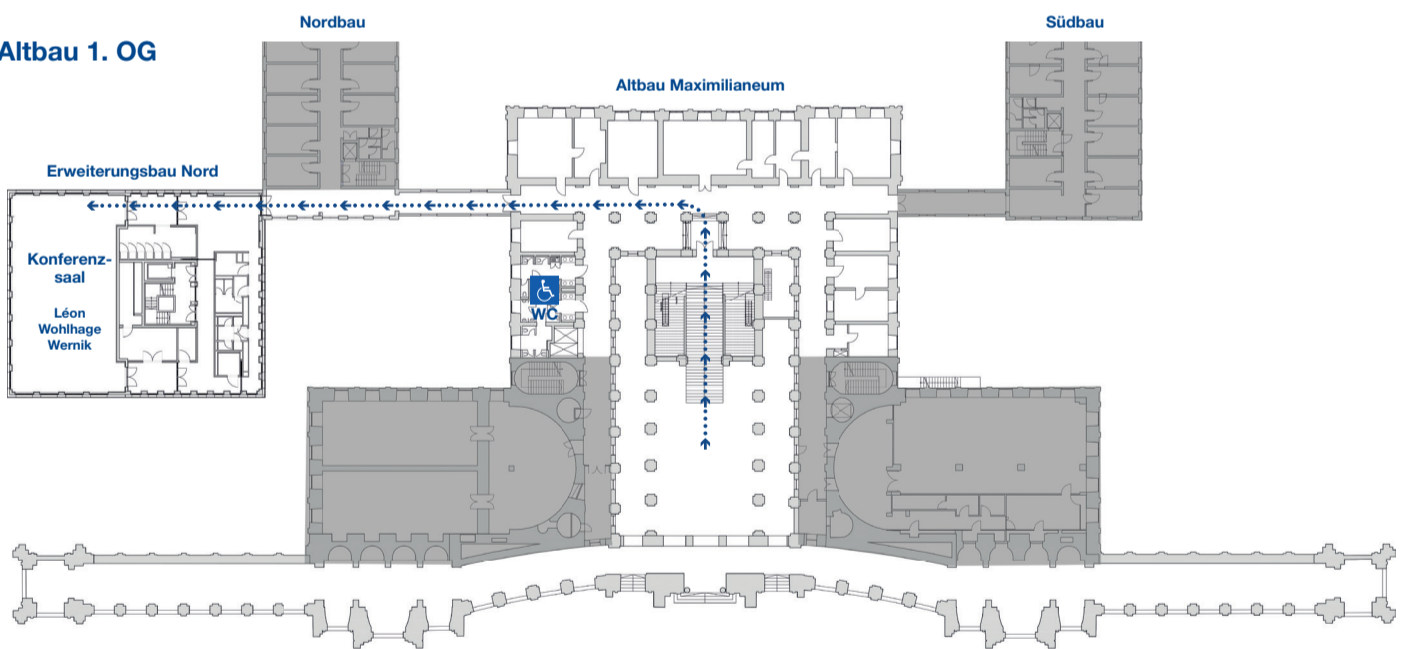 Nordbau
Südbau
Altbau 1. OG
Altbau Maximilianeum
Erweiterungsbau Nord
Konferenz-
saal
Léon
Wohlhage
Wernik
WC